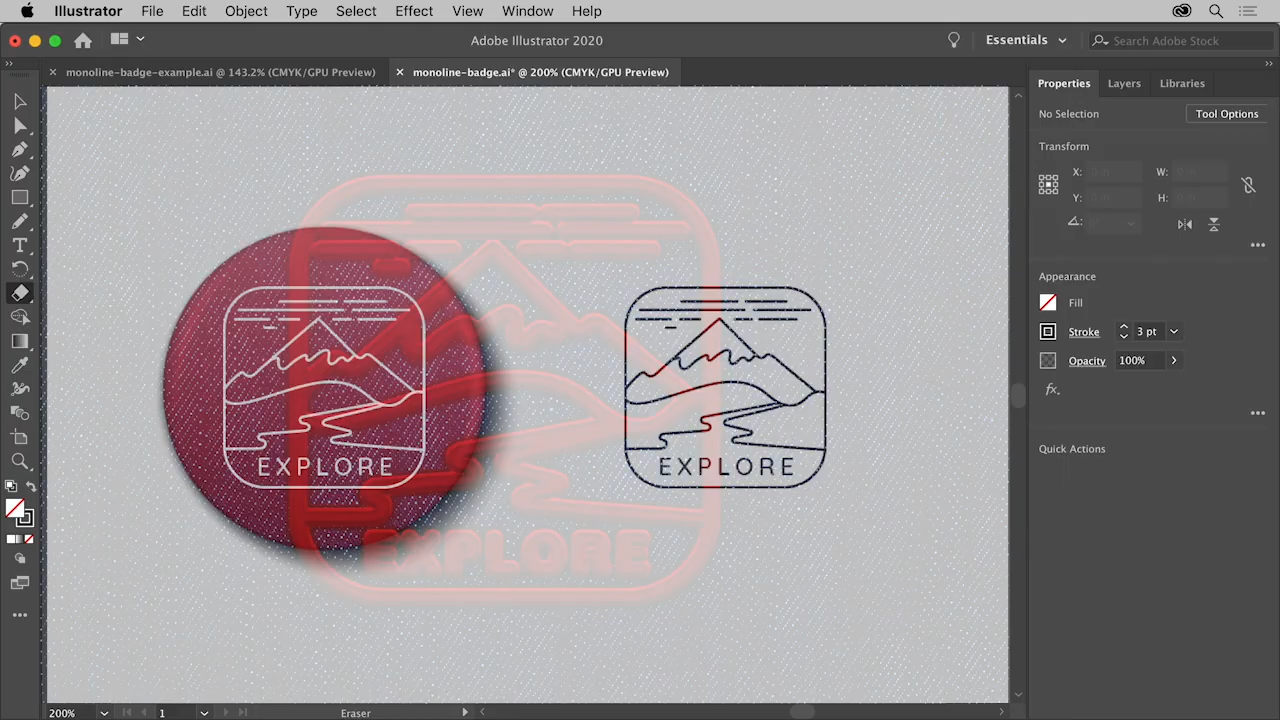 Illustrator File Edit Object Type Select Effect View Window Help
Adobe Illustrator 2020
Essentials
Search Adobe Stock
monoline-badge-example.ai @ 143.2% (CMYK/GPU Preview)
monoline-badge.ai* @ 200% (CMYK/GPU Preview)
Properties Layers Libraries
No Selection
Tool Options
Transform
X: W:
Y: H:
Appearance
Fill
Stroke 3 pt
Opacity 100%
fx.
Quick Actions
EXPLORE
EXPLORE
EXPLORE
200% 1 Eraser